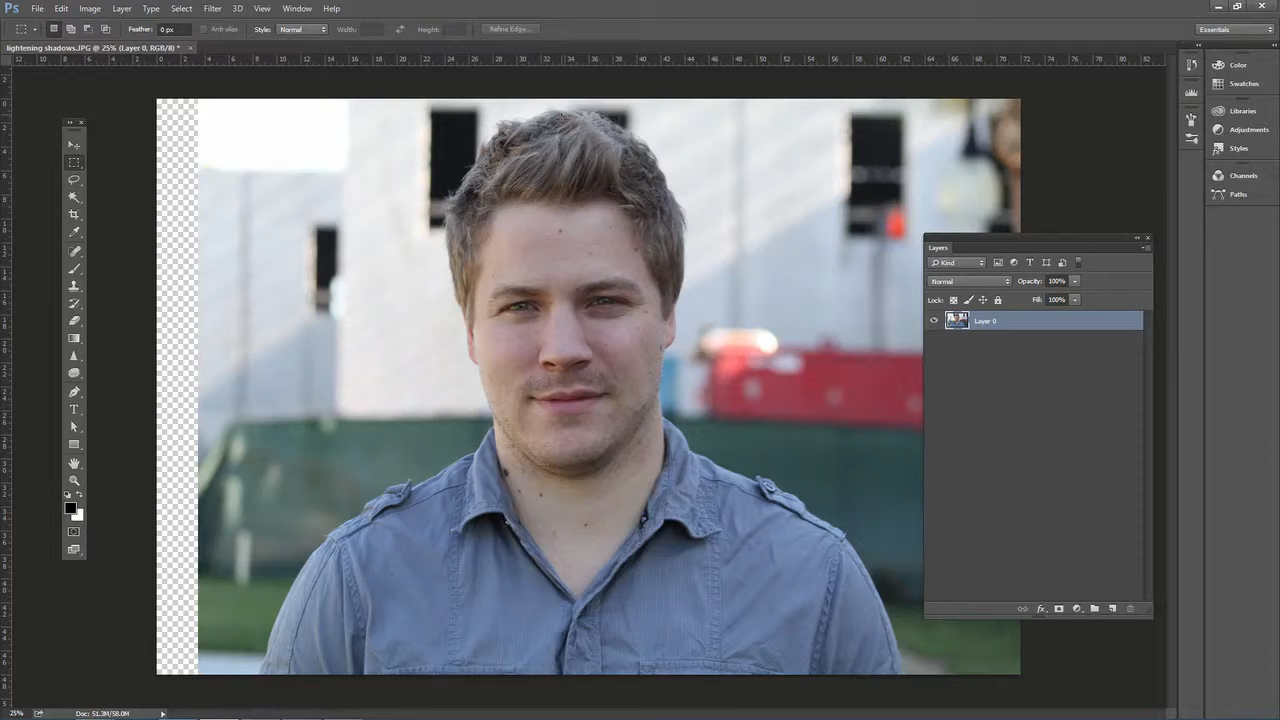 Ps File Edit Image Layer Type Select Filter 3D View Window Help
Feather: 0 px Anti-alias Style: Normal Width: Height: Refine Edge... Essentials
lightening shadows.JPG @ 25% (Layer 0, RGB/8) *
Color
Swatches
Libraries
Adjustments
Styles
Channels
Paths
Layers
Kind
Normal Opacity: 100%
Lock: Fill: 100%
Layer 0
25% Doc: 51.3M/58.0M